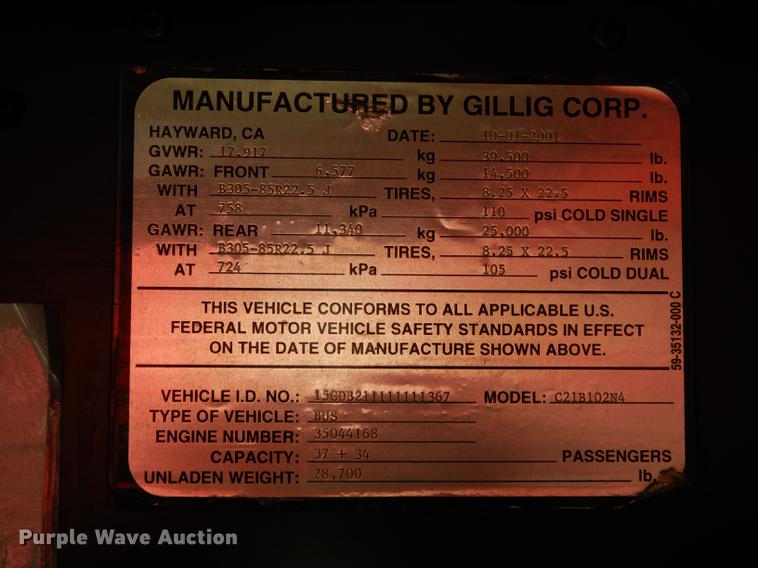 MANUFACTURED BY GILLIG CORP.
HAYWARD, CA DATE: 10-01-2001
GVWR: 17,917 kg 39,500 lb.
GAWR: FRONT 6,577 kg 14,500 lb.
WITH B305-85R22.5 J TIRES, 8.25 X 22.5 RIMS
AT 758 kPa 110 psi COLD SINGLE
GAWR: REAR 11,340 kg 25,000 lb.
WITH B305-85R22.5 J TIRES, 8.25 X 22.5 RIMS
AT 724 kPa 105 psi COLD DUAL
THIS VEHICLE CONFORMS TO ALL APPLICABLE U.S.
FEDERAL MOTOR VEHICLE SAFETY STANDARDS IN EFFECT
ON THE DATE OF MANUFACTURE SHOWN ABOVE.
59-35132-000 C
VEHICLE I.D. NO.: 15GDB211111111367 MODEL: C21B102N4
TYPE OF VEHICLE: BUS
ENGINE NUMBER: 35044168
CAPACITY: 37 + 34 PASSENGERS
UNLADEN WEIGHT: 28,700 lb.
Purple Wave Auction